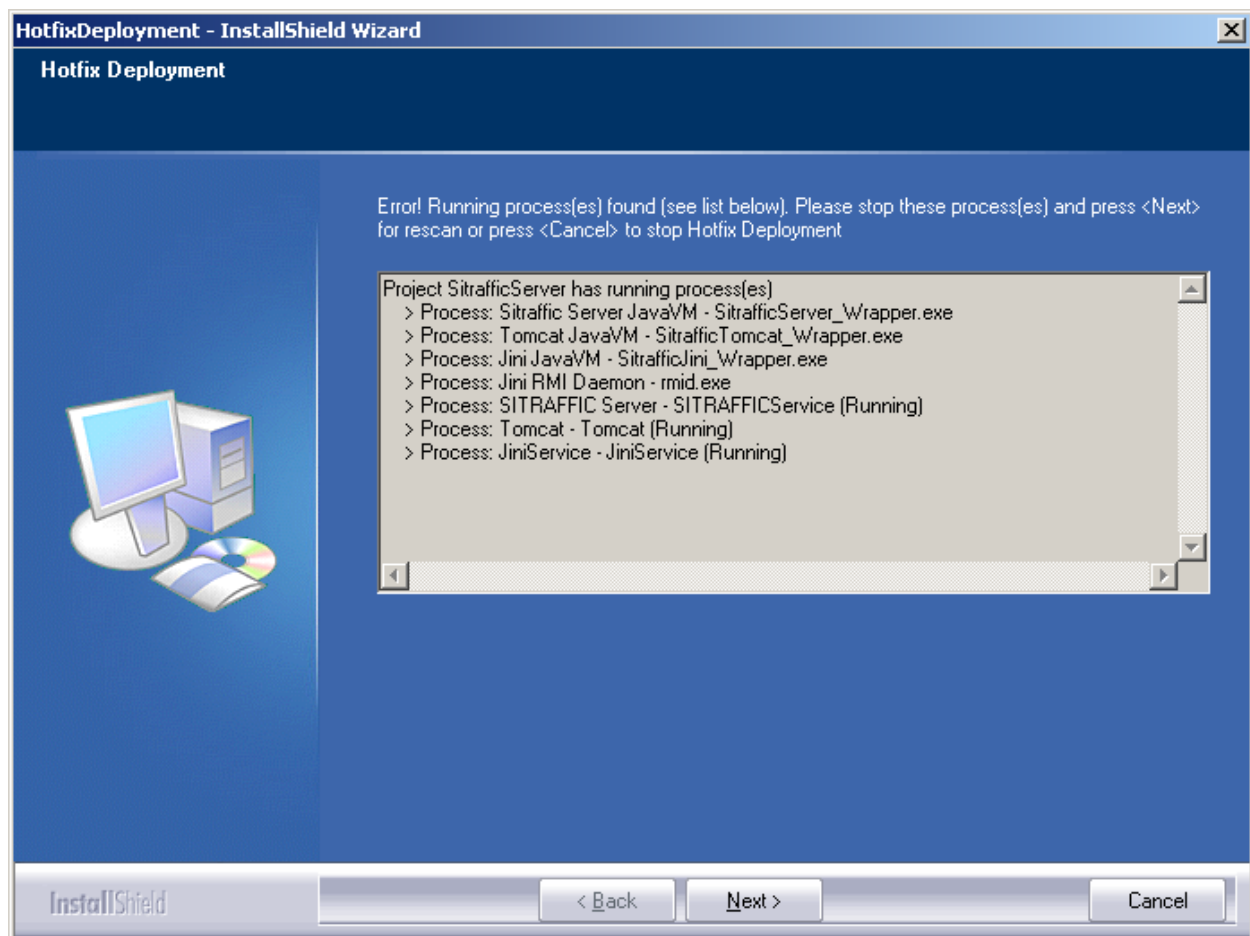 HotfixDeployment - InstallShield Wizard
Hotfix Deployment
Error! Running process(es) found (see list below). Please stop these process(es) and press <Next>
for rescan or press <Cancel> to stop Hotfix Deployment
Project SitrafficServer has running process(es)
> Process: Sitraffic Server JavaVM - SitrafficServer_Wrapper.exe
> Process: Tomcat JavaVM - SitrafficTomcat_Wrapper.exe
> Process: Jini JavaVM - SitrafficJini_Wrapper.exe
> Process: Jini RMI Daemon - rmid.exe
> Process: SITRAFFIC Server - SITRAFFICService (Running)
> Process: Tomcat - Tomcat (Running)
> Process: JiniService - JiniService (Running)
InstallShield
< Back
Next >
Cancel